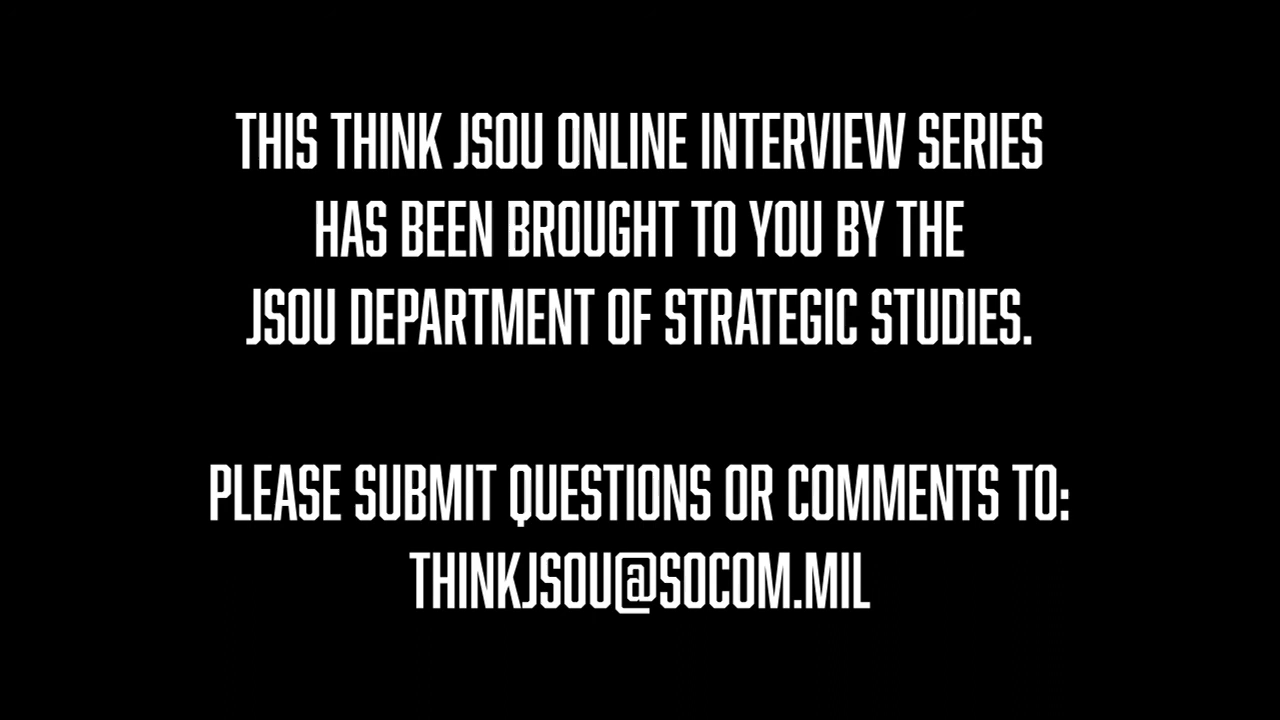 THIS THINK JSOU ONLINE INTERVIEW SERIES
HAS BEEN BROUGHT TO YOU BY THE
JSOU DEPARTMENT OF STRATEGIC STUDIES.
PLEASE SUBMIT QUESTIONS OR COMMENTS TO:
THINKJSOU@SOCOM.MIL